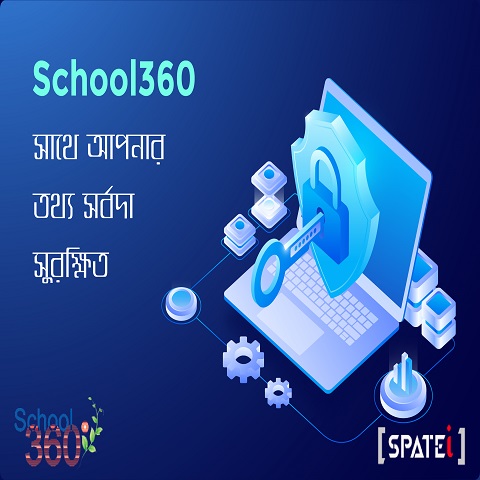 School360
সাথে আপনার
তথ্য সর্বদা
সুরক্ষিত
School
360
[SPATEi]